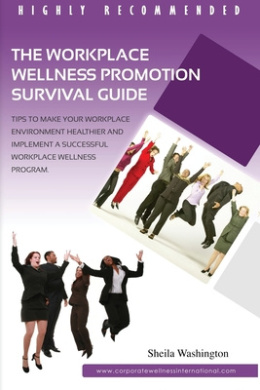 HIGHLY RECOMMENDED
THE WORKPLACE
WELLNESS PROMOTION
SURVIVAL GUIDE
TIPS TO MAKE YOUR WORKPLACE
ENVIRONMENT HEALTHIER AND
IMPLEMENT A SUCCESSFUL
WORKPLACE WELLNESS
PROGRAM.
Sheila Washington
www.corporatewellnessinternational.com